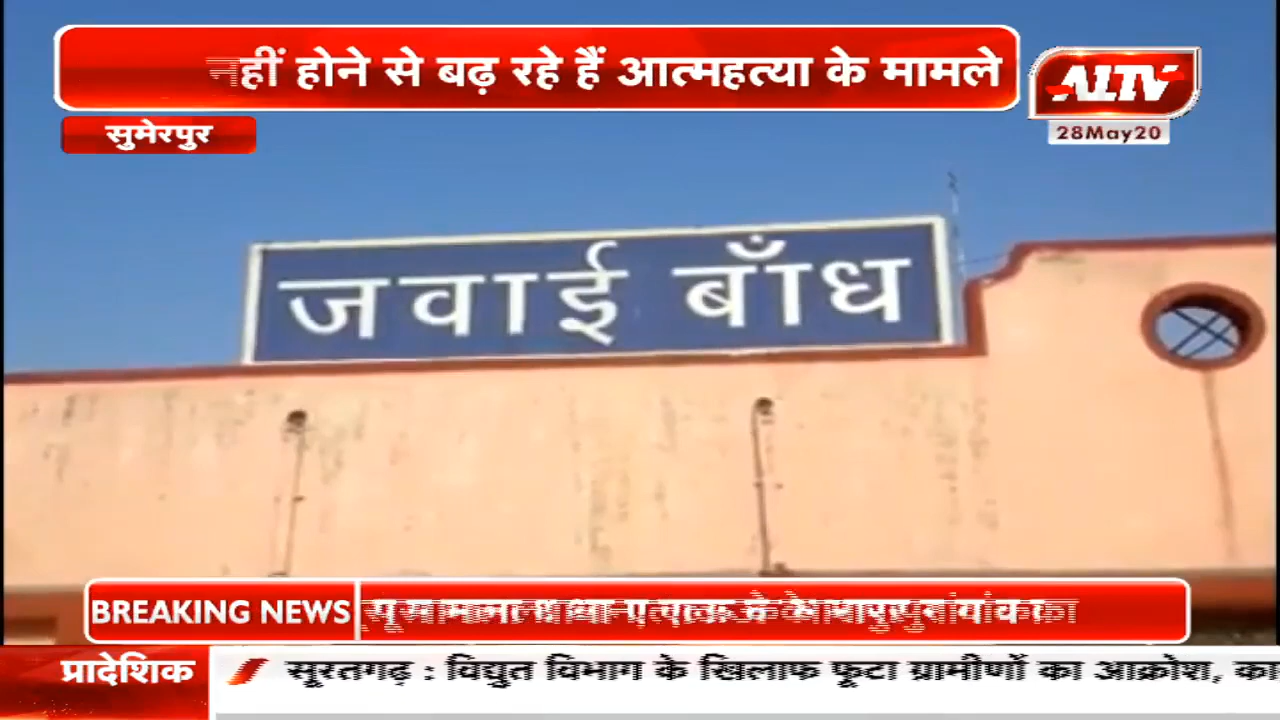 नहीं होने से बढ़ रहे हैं आत्महत्या के मामले
ALTV
28May20
सुमेरपुर
जवाई बाँध
BREAKING NEWS
प्रादेशिक
सूरतगढ़ : विद्युत विभाग के खिलाफ फूटा ग्रामीणों का आक्रोश, का